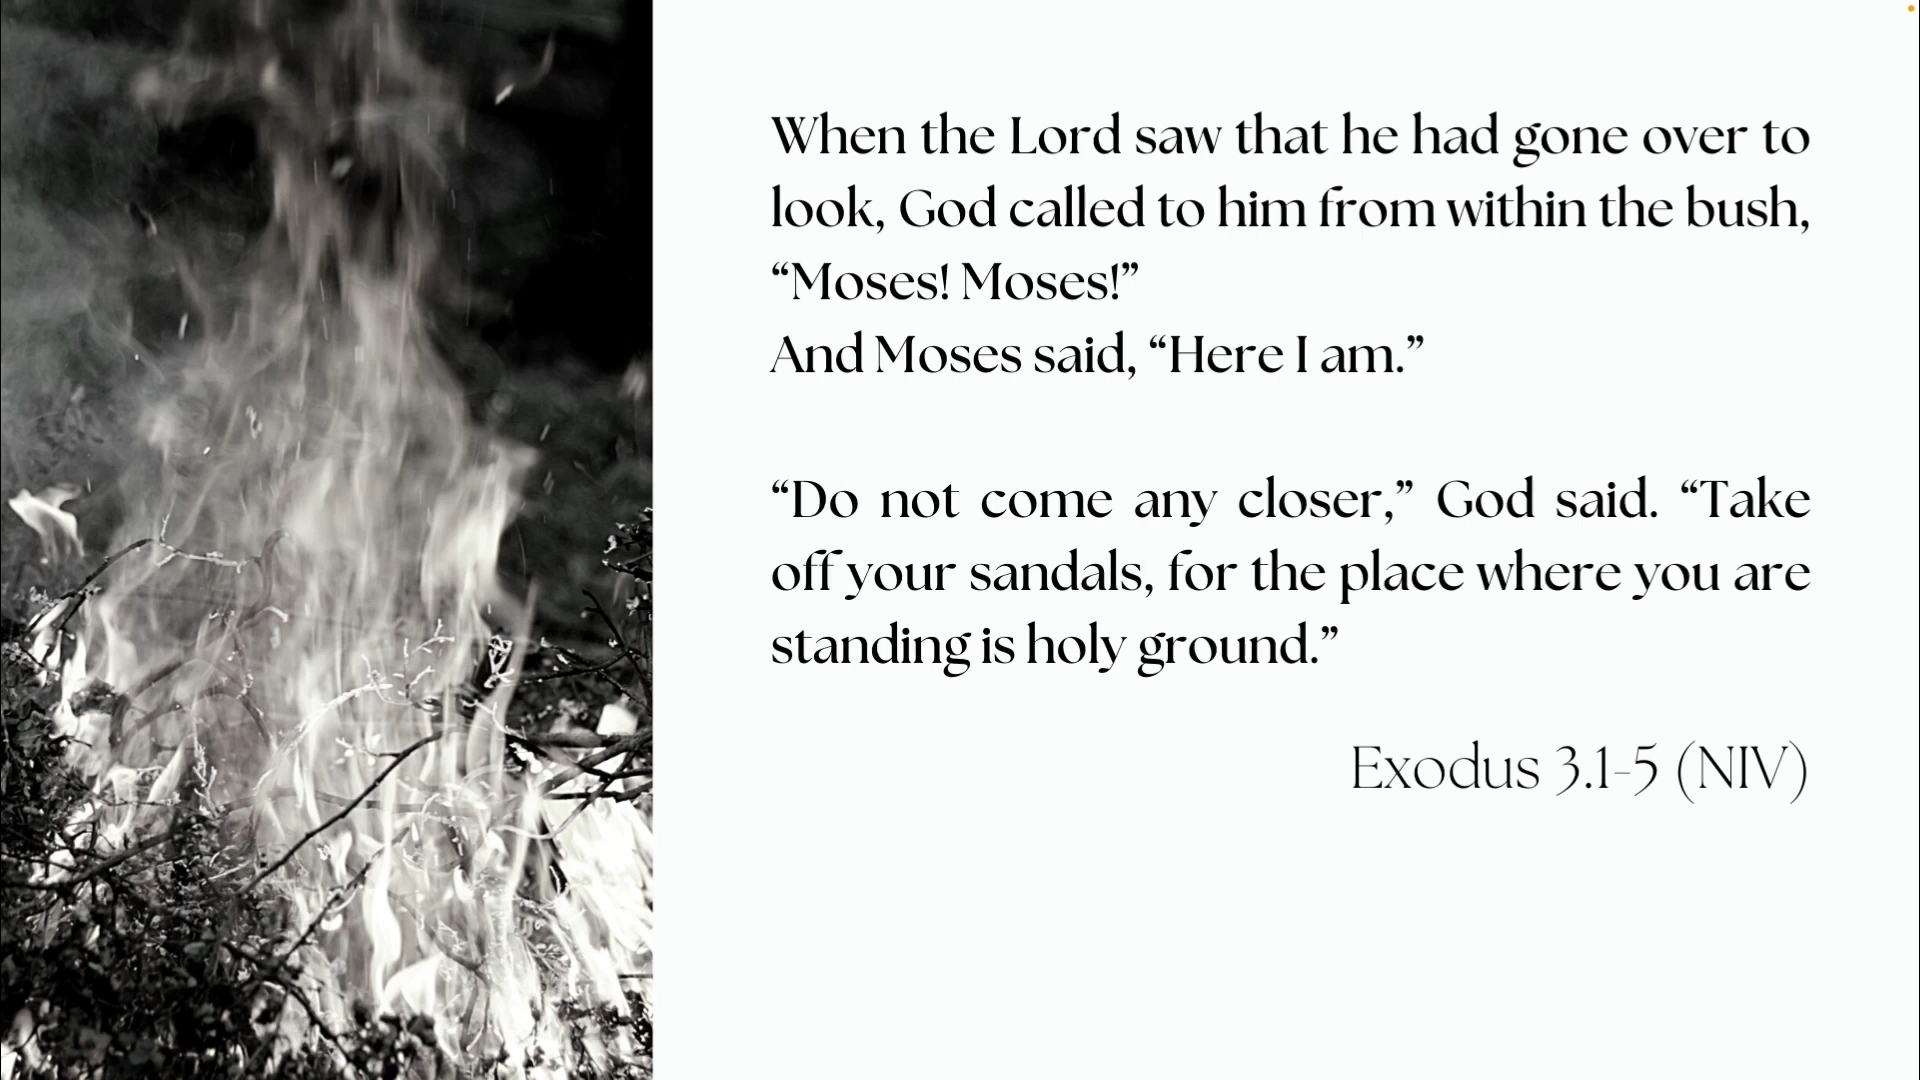 When the Lord saw that he had gone over to
look, God called to him from within the bush,
“Moses! Moses!”
And Moses said, “Here I am.”
“Do not come any closer,” God said. “Take
off your sandals, for the place where you are
standing is holy ground.”
Exodus 3.1-5 (NIV)